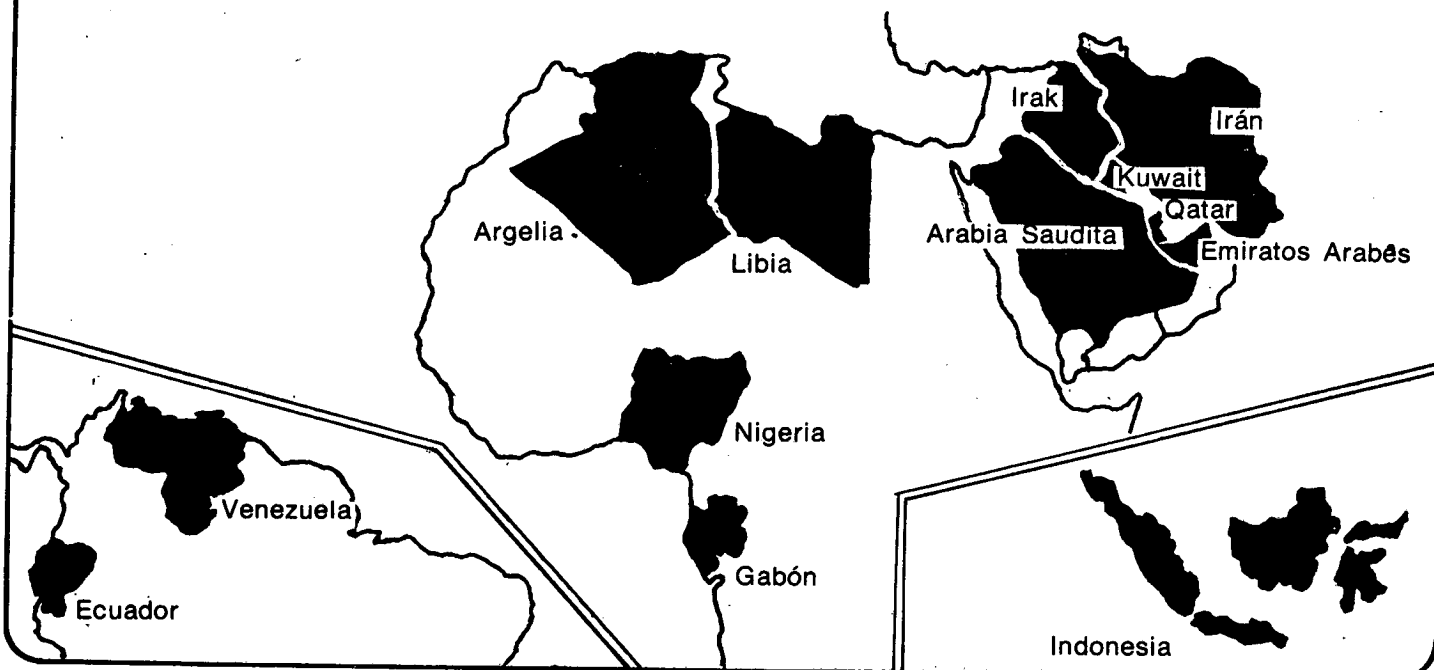 Irak
Irán
Kuwait
Qatar
Arabia Saudita
Emiratos Arabes
Argelia
Libia
Nigeria
Venezuela
Gabón
Ecuador
Indonesia